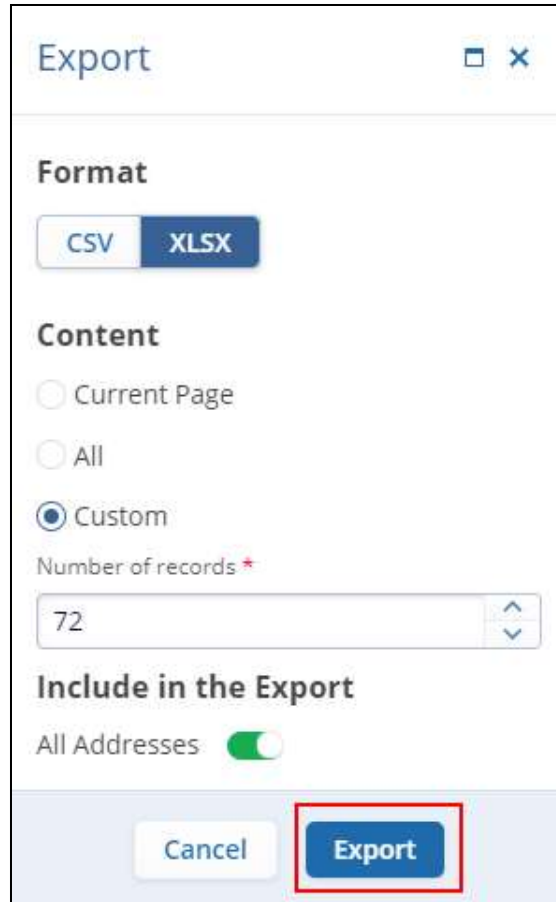 Export
Format
CSV XLSX
Content
Current Page
All
Custom
Number of records *
72
Include in the Export
All Addresses
Cancel Export